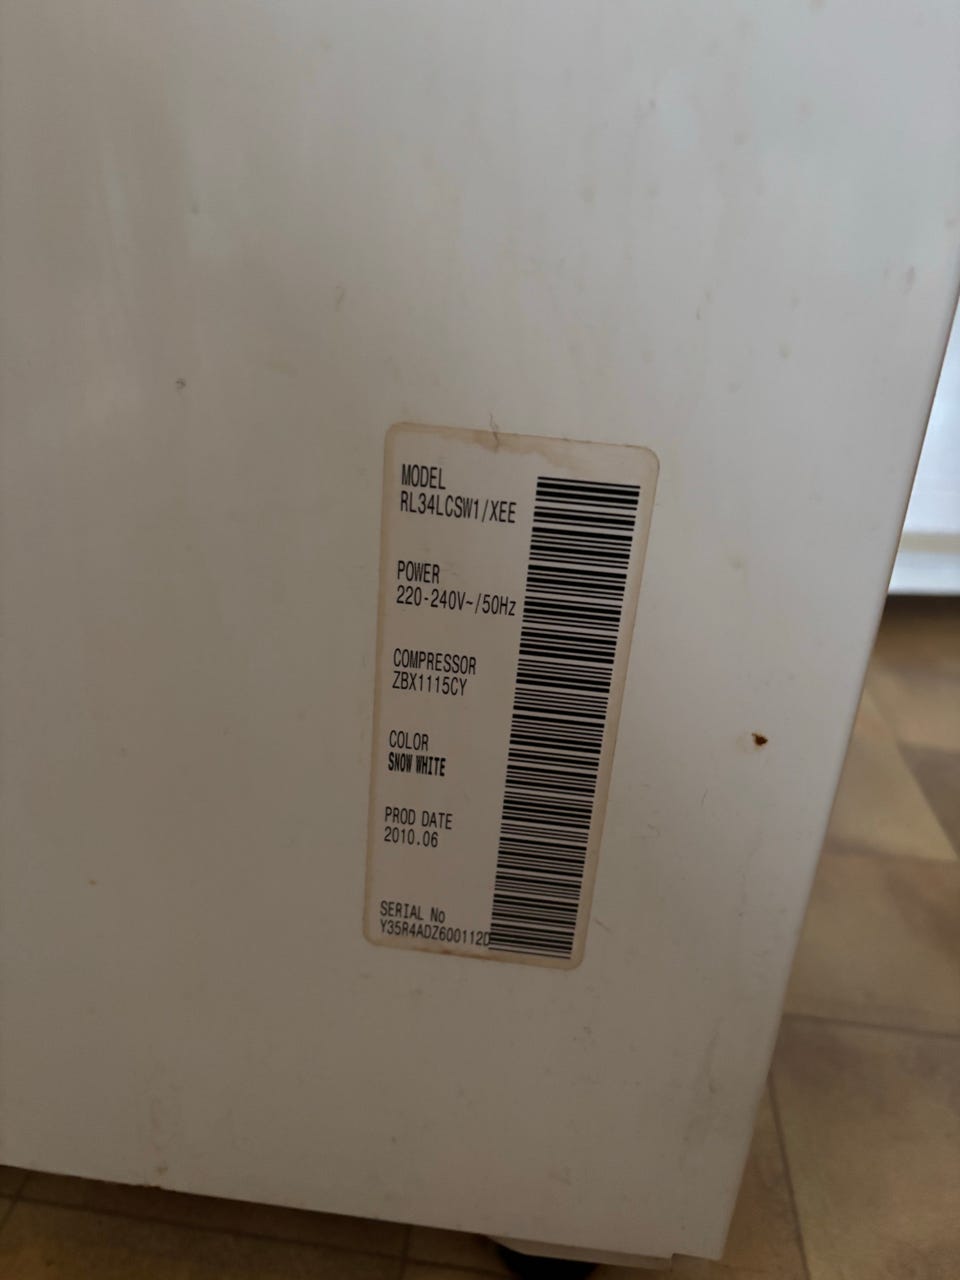 MODEL
RL34LCSW1/XEE
POWER
220-240V~/50Hz
COMPRESSOR
ZBX1115CY
COLOR
SNOW WHITE
PROD DATE
2010.06
SERIAL No
Y35R4ADZ600112D